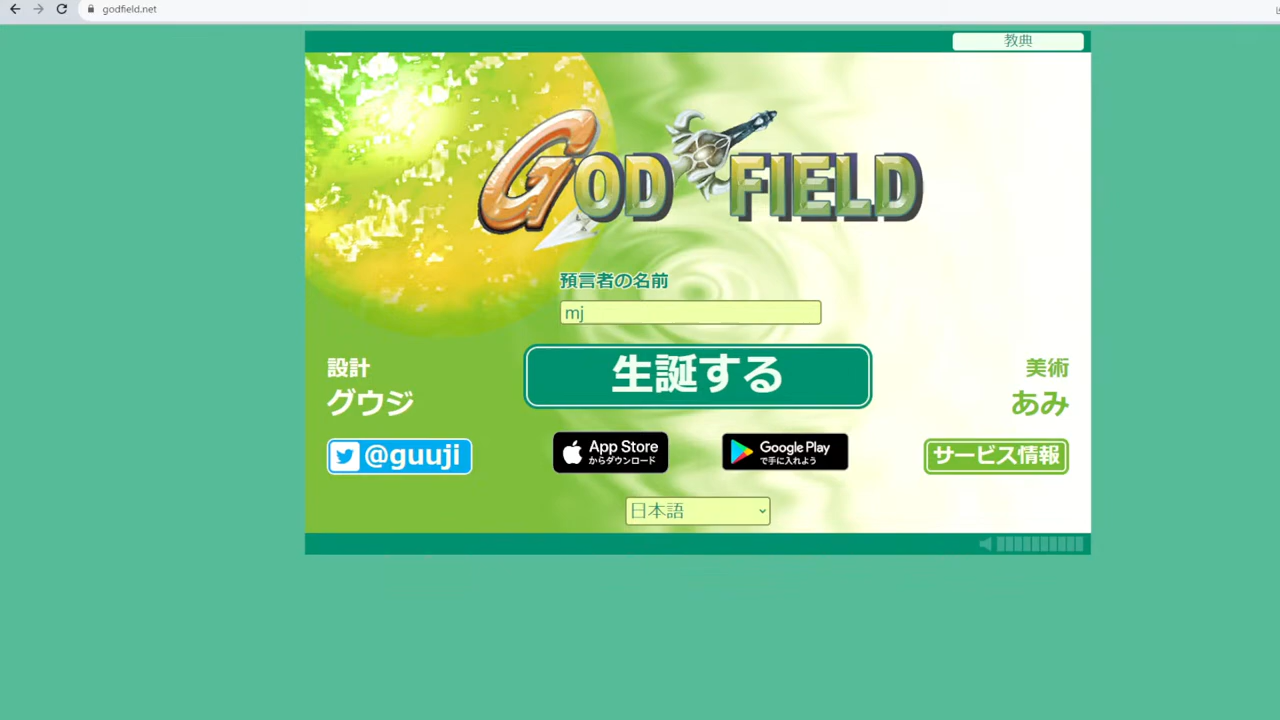 godfield.net
教典
GOD FIELD
預言者の名前
mj
生誕する
設計
グウジ
美術
あみ
@guuji
App Store
からダウンロード
Google Play
で手に入れよう
サービス情報
日本語